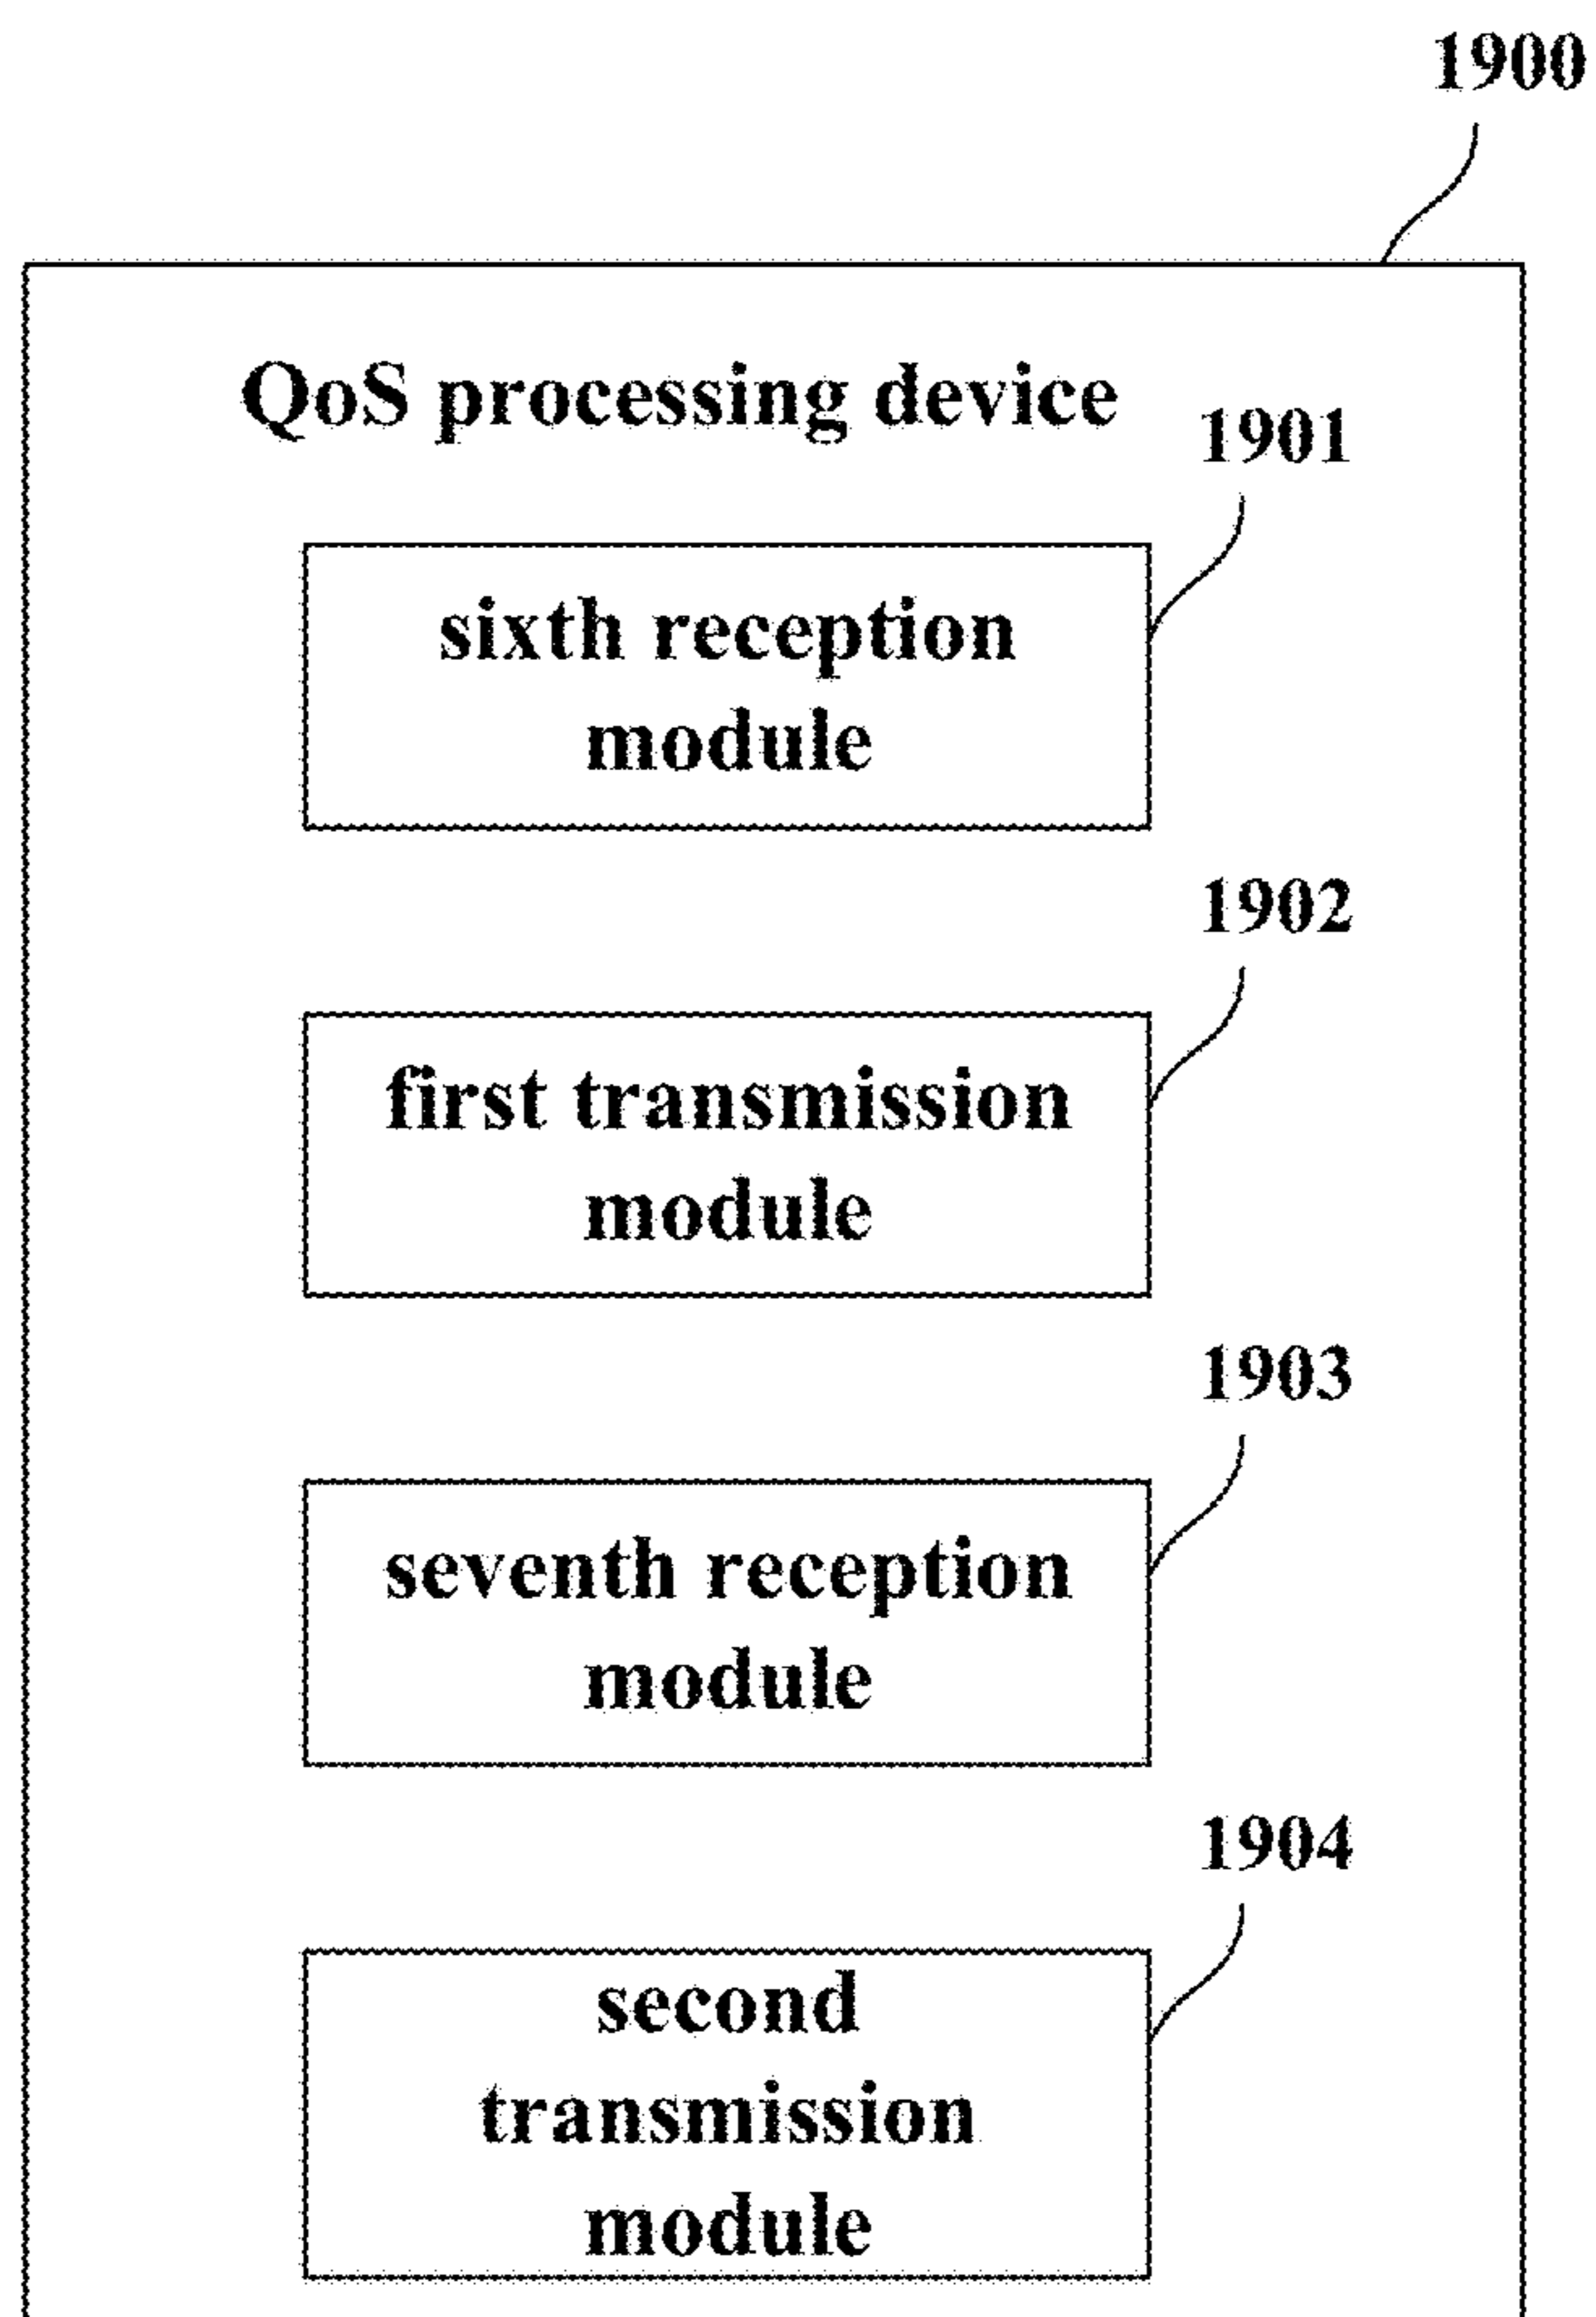 1900
QoS processing device
1901
sixth reception
module
1902
first transmission
module
1903
seventh reception
module
1904
second
transmission
module